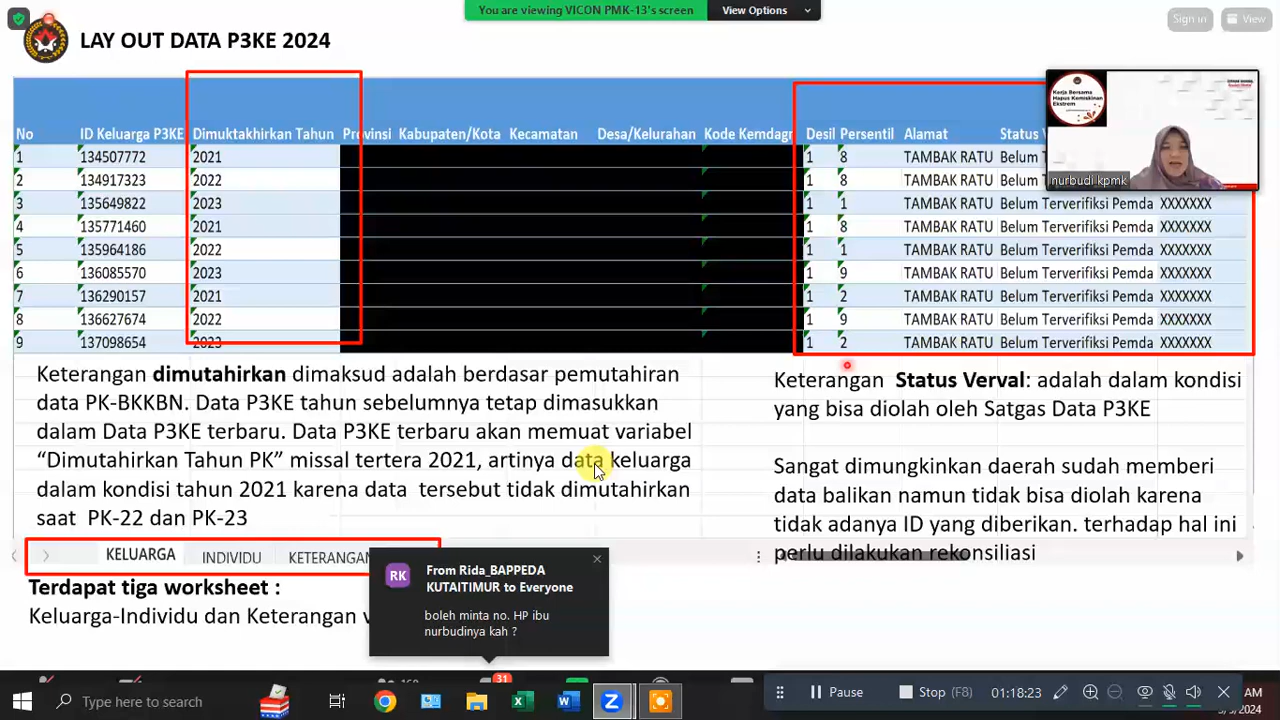 You are viewing VICON PMK-13's screen
View Options
Sign in
View
LAY OUT DATA P3KE 2024
Kerja Bersama
Hapus Kemiskinan
Ekstrem
nurbudi kpmk
No ID Keluarga P3KE Dimuktakhirkan Tahun Provinsi Kabupaten/Kota Kecamatan Desa/Kelurahan Kode Kemdagr Desil Persentil Alamat Status V
1 134507772 2021 1 8 TAMBAK RATU Belum T
2 134917323 2022 1 8 TAMBAK RATU Belum T
3 135649822 2023 1 1 TAMBAK RATU Belum Terverifiksi Pemda XXXXXXX
4 135771460 2021 1 8 TAMBAK RATU Belum Terverifiksi Pemda XXXXXXX
5 135964186 2022 1 1 TAMBAK RATU Belum Terverifiksi Pemda XXXXXXX
6 136085570 2023 1 9 TAMBAK RATU Belum Terverifiksi Pemda XXXXXXX
7 136290157 2021 1 2 TAMBAK RATU Belum Terverifiksi Pemda XXXXXXX
8 136627674 2022 1 9 TAMBAK RATU Belum Terverifiksi Pemda XXXXXXX
9 137098654 2023 1 2 TAMBAK RATU Belum Terverifiksi Pemda XXXXXXX
Keterangan dimutahirkan dimaksud adalah berdasar pemutahiran
data PK-BKKBN. Data P3KE tahun sebelumnya tetap dimasukkan
dalam Data P3KE terbaru. Data P3KE terbaru akan memuat variabel
“Dimutahirkan Tahun PK” missal tertera 2021, artinya data keluarga
dalam kondisi tahun 2021 karena data tersebut tidak dimutahirkan
saat PK-22 dan PK-23
Keterangan Status Verval: adalah dalam kondisi
yang bisa diolah oleh Satgas Data P3KE
Sangat dimungkinkan daerah sudah memberi
data balikan namun tidak bisa diolah karena
tidak adanya ID yang diberikan. terhadap hal ini
perlu dilakukan rekonsiliasi
KELUARGA INDIVIDU KETERANGAN
Terdapat tiga worksheet :
Keluarga-Individu dan Keterangan v
RK
From Rida_BAPPEDA
KUTAITIMUR to Everyone
boleh minta no. HP ibu
nurbudinya kah ?
31
Type here to search
Pause
Stop (F8)
01:18:23
AM